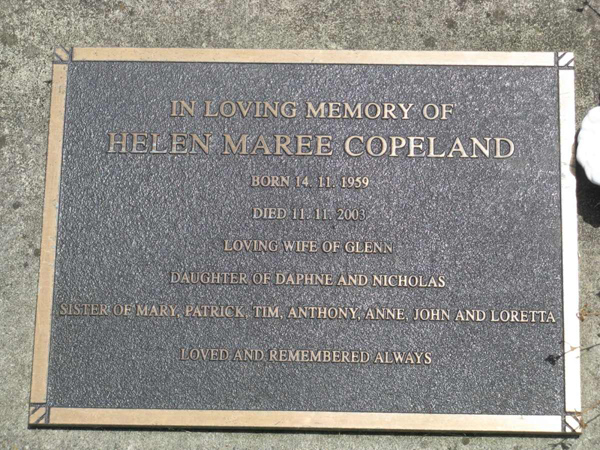 IN LOVING MEMORY OF
HELEN MAREE COPELAND
BORN 14. 11. 1959
DIED 11. 11. 2003
LOVING WIFE OF GLENN
DAUGHTER OF DAPHNE AND NICHOLAS
SISTER OF MARY, PATRICK, TIM, ANTHONY, ANNE, JOHN AND LORETTA
LOVED AND REMEMBERED ALWAYS